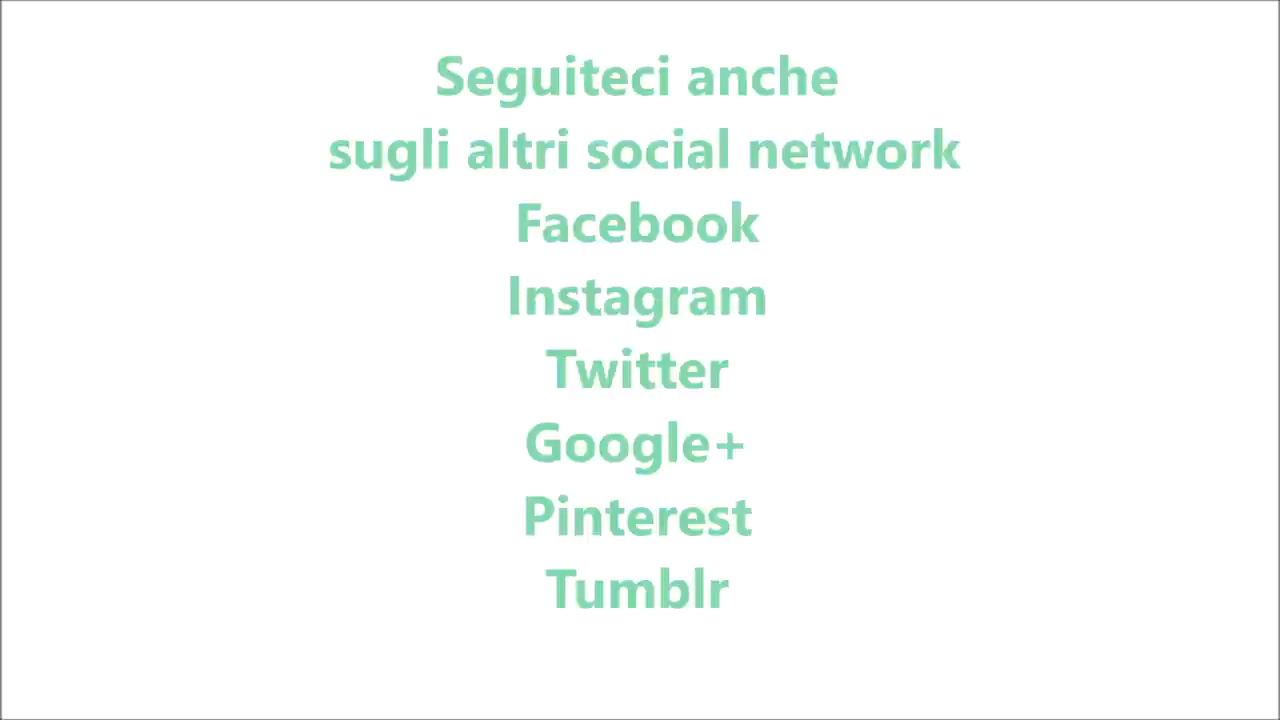 Seguiteci anche
sugli altri social network
Facebook
Instagram
Twitter
Google+
Pinterest
Tumblr